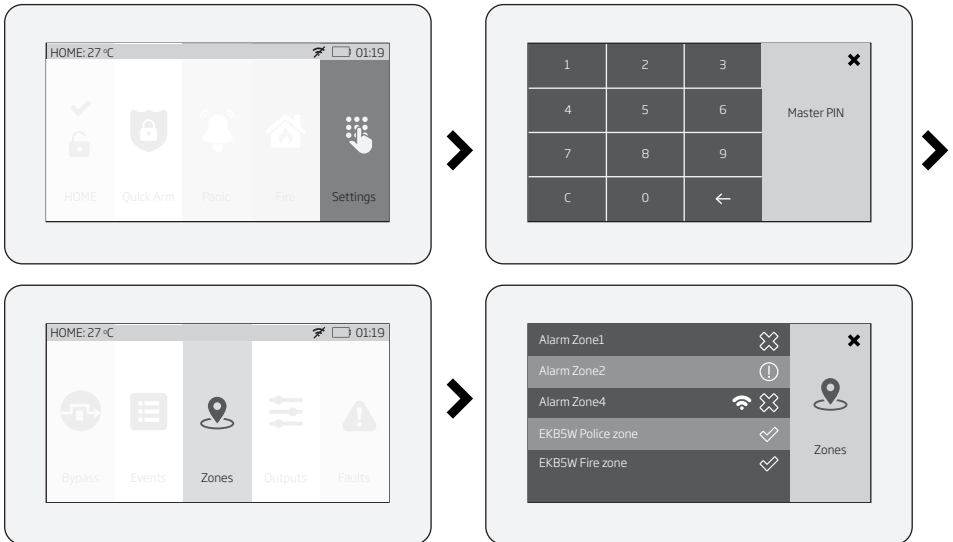 HOME: 27 ºC 01:19
HOME Quick Arm Panic Fire Settings
1 2 3
4 5 6
7 8 9
C 0
Master PIN
HOME: 27 ºC 01:19
Bypass Events Zones Outputs Faults
Alarm Zone1
Alarm Zone2
Alarm Zone4
EKB5W Police zone
EKB5W Fire zone
Zones